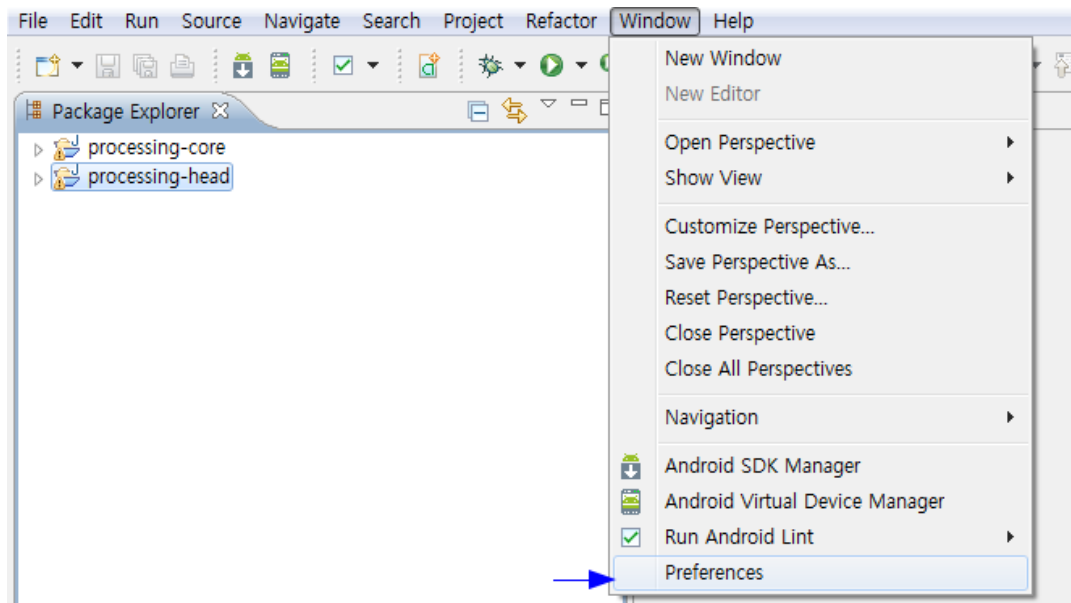 File Edit Run Source Navigate Search Project Refactor Window Help
Package Explorer
processing-core
processing-head
New Window
New Editor
Open Perspective
Show View
Customize Perspective...
Save Perspective As...
Reset Perspective...
Close Perspective
Close All Perspectives
Navigation
Android SDK Manager
Android Virtual Device Manager
Run Android Lint
Preferences